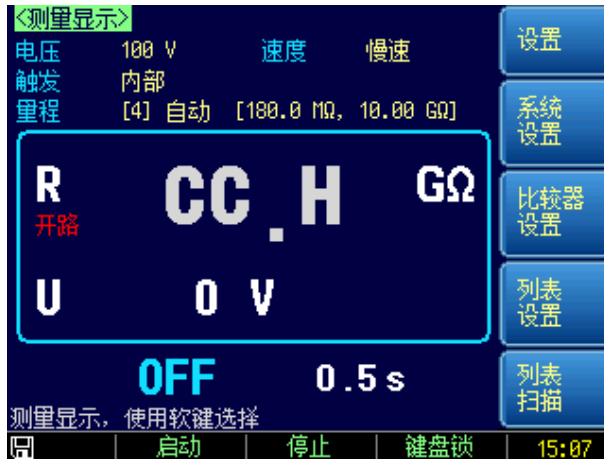 <测量显示>
电压 100 V 速度 慢速
触发 内部
量程 [4] 自动 [180.0 MΩ, 10.00 GΩ]
R CC.H GΩ
开路
U 0 V
OFF 0.5 s
测量显示，使用软键选择
启动 停止 键盘锁 15:07
设置
系统
设置
比较器
设置
列表
设置
列表
扫描